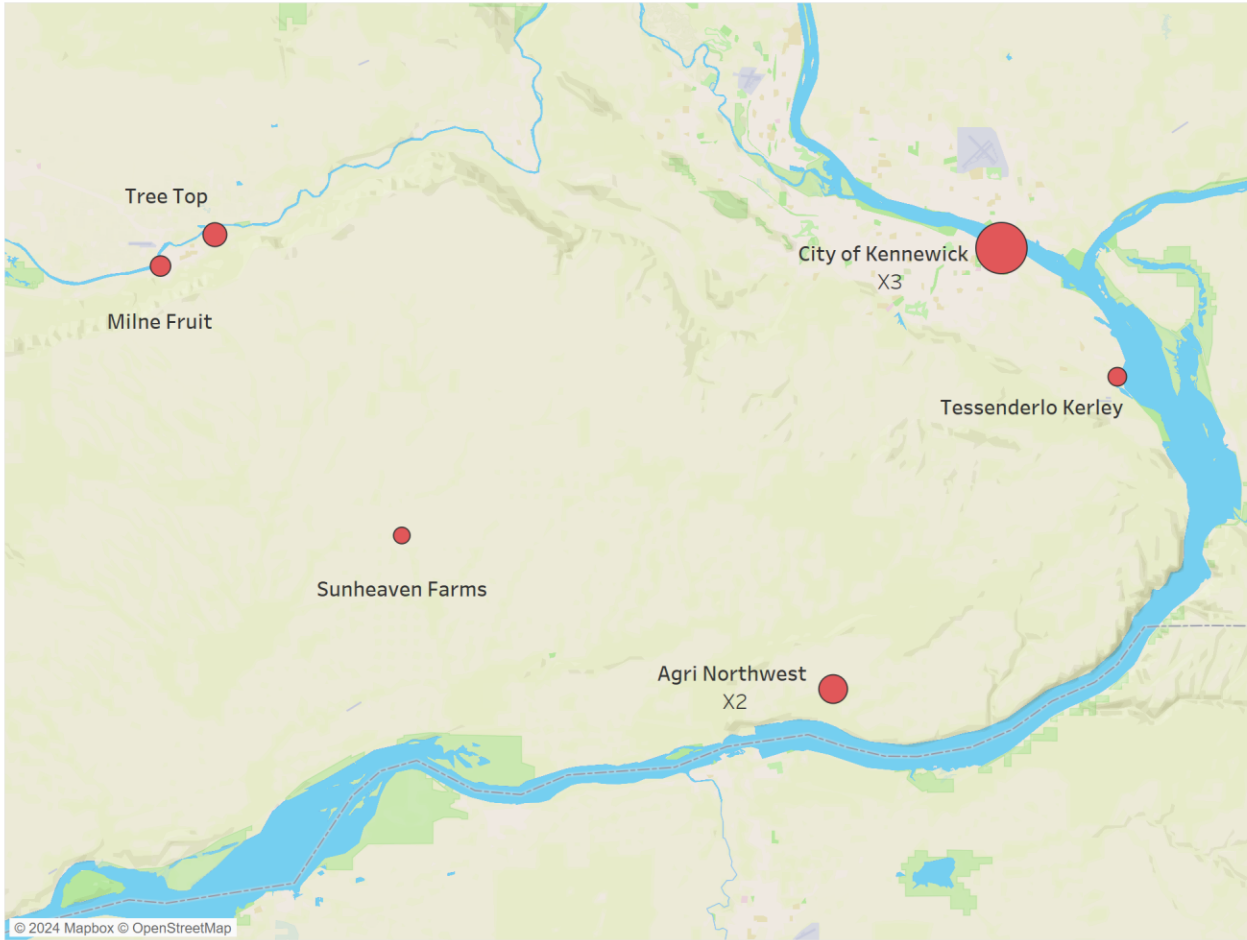 Tree Top
City of Kennewick
X3
Milne Fruit
Tessenderlo Kerley
Sunheaven Farms
Agri Northwest
X2
© 2024 Mapbox © OpenStreetMap